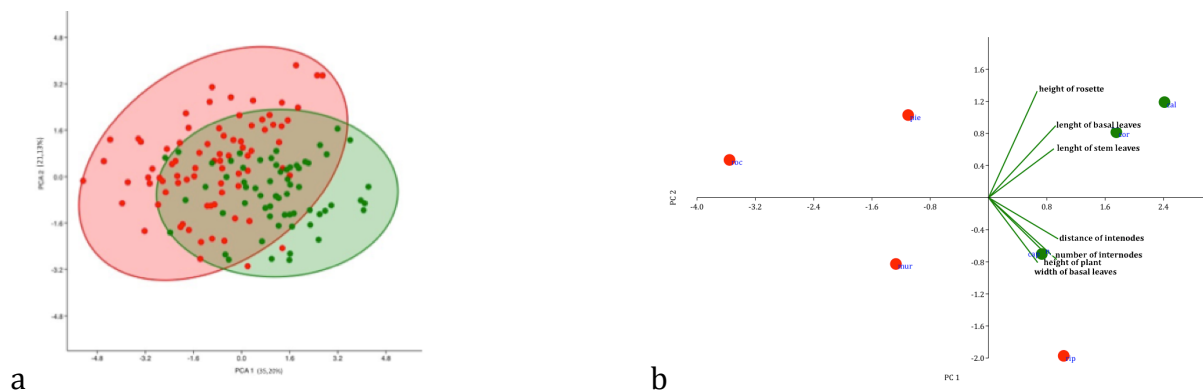 4.8
3.2
1.6
0.0
-1.6
-3.2
-4.8
PCA 2 (21,13%)
-4.8 -3.2 -1.6 0.0 1.6 3.2 4.8
PCA 1 (35,20%)
a
1.6
1.2
0.8
0.4
-0.4
-0.8
-1.2
-1.6
-2.0
PC 2
-4.0 -3.2 -2.4 -1.6 -0.8 0.8 1.6 2.4
height of rosette
lenght of basal leaves
lenght of stem leaves
pie
mur
distance of intenodes
number of internodes
height of plant
width of basal leaves
PC 1
b